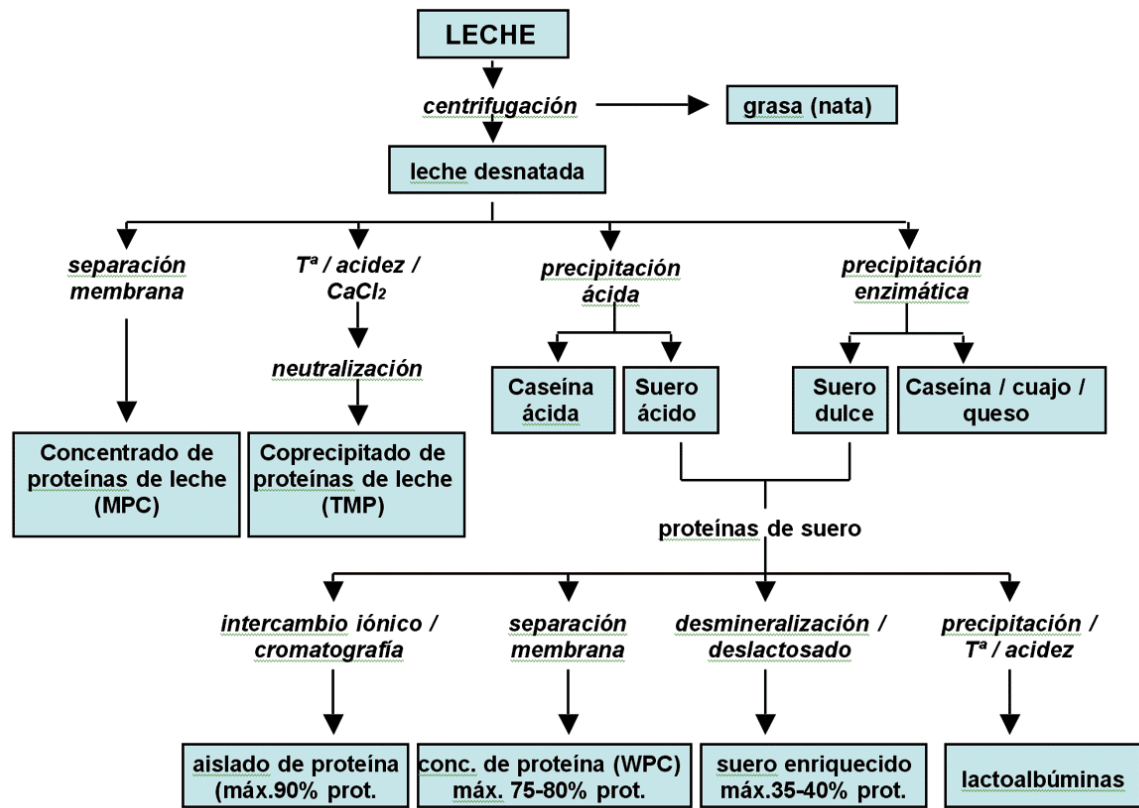 LECHE
centrifugación
grasa (nata)
leche desnatada
separación
membrana
Tª / acidez /
CaCl₂
precipitación
ácida
precipitación
enzimática
neutralización
Caseína
ácida
Suero
ácido
Suero
dulce
Caseína / cuajo /
queso
Concentrado de
proteínas de leche
(MPC)
Coprecipitado de
proteínas de leche
(TMP)
proteínas de suero
intercambio iónico /
cromatografía
separación
membrana
desmineralización /
deslactosado
precipitación /
Tª / acidez
aislado de proteína
(máx.90% prot.
conc. de proteína (WPC)
máx. 75-80% prot.
suero enriquecido
máx.35-40% prot.
lactoalbúminas